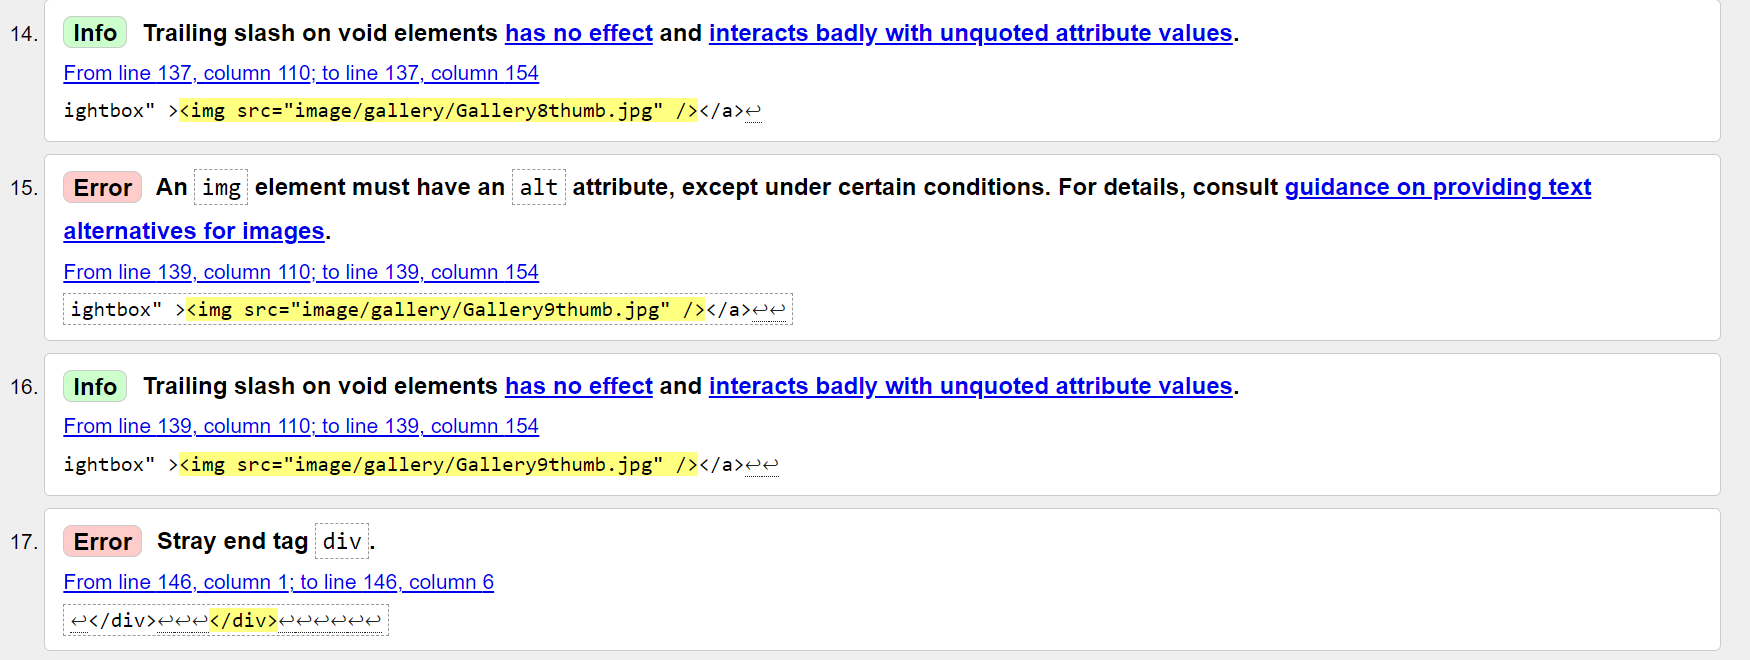 14. Info Trailing slash on void elements has no effect and interacts badly with unquoted attribute values.
From line 137, column 110; to line 137, column 154
ightbox" ><img src="image/gallery/Gallery8thumb.jpg" /></a>↩
15. Error An img element must have an alt attribute, except under certain conditions. For details, consult guidance on providing text
alternatives for images.
From line 139, column 110; to line 139, column 154
ightbox" ><img src="image/gallery/Gallery9thumb.jpg" /></a>↩↩
16. Info Trailing slash on void elements has no effect and interacts badly with unquoted attribute values.
From line 139, column 110; to line 139, column 154
ightbox" ><img src="image/gallery/Gallery9thumb.jpg" /></a>↩↩
17. Error Stray end tag div.
From line 146, column 1; to line 146, column 6
↩</div>↩↩↩</div>↩↩↩↩↩↩